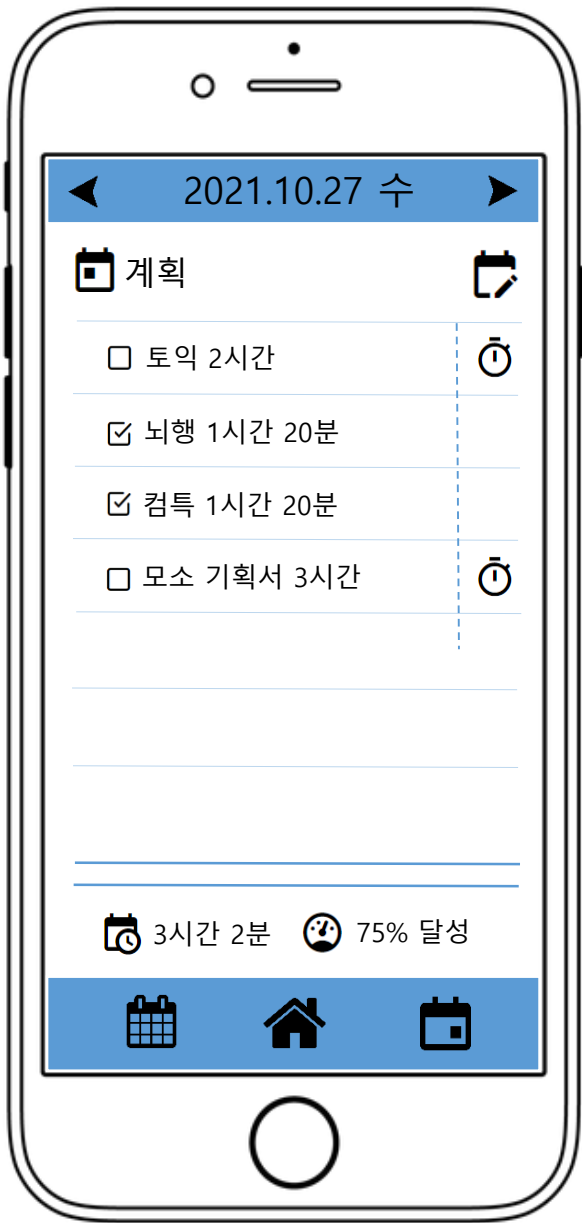 2021.10.27 수
계획
토익 2시간
뇌행 1시간 20분
컴특 1시간 20분
모소 기획서 3시간
3시간 2분 75% 달성